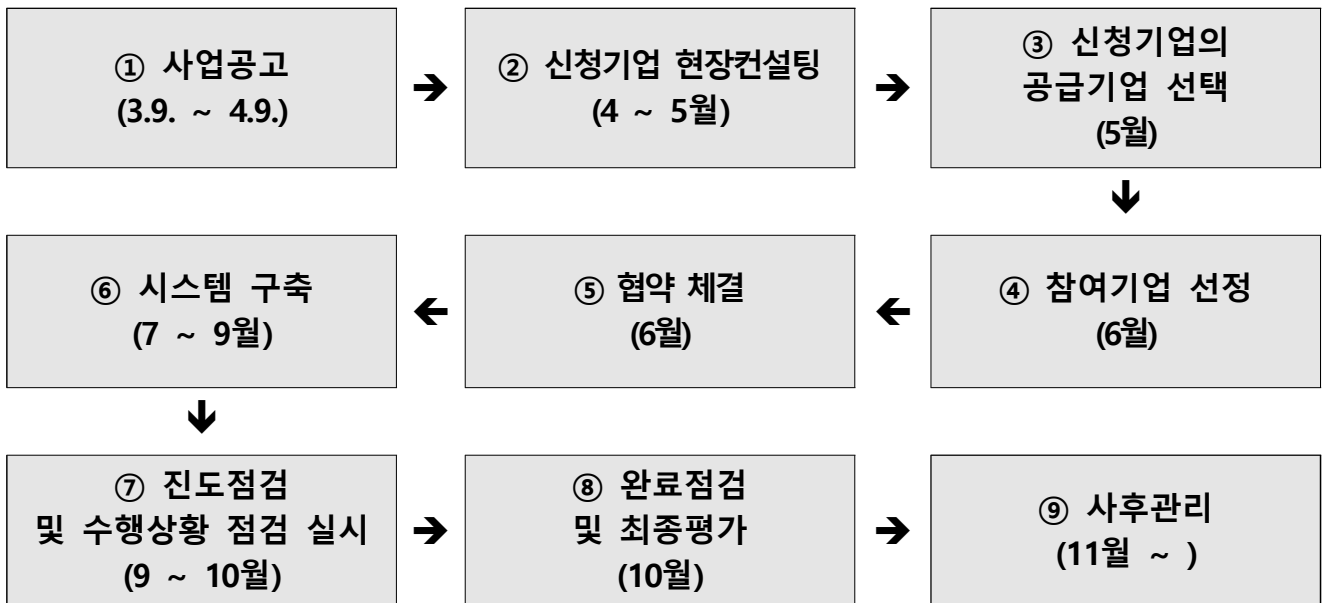 ① 사업공고
(3.9. ~ 4.9.)
➔
② 신청기업 현장컨설팅
(4 ~ 5월)
➔
③ 신청기업의
공급기업 선택
(5월)
🡻
④ 참여기업 선정
(6월)
🡸
⑤ 협약 체결
(6월)
🡸
⑥ 시스템 구축
(7 ~ 9월)
🡻
⑦ 진도점검
및 수행상황 점검 실시
(9 ~ 10월)
➔
⑧ 완료점검
및 최종평가
(10월)
➔
⑨ 사후관리
(11월 ~ )